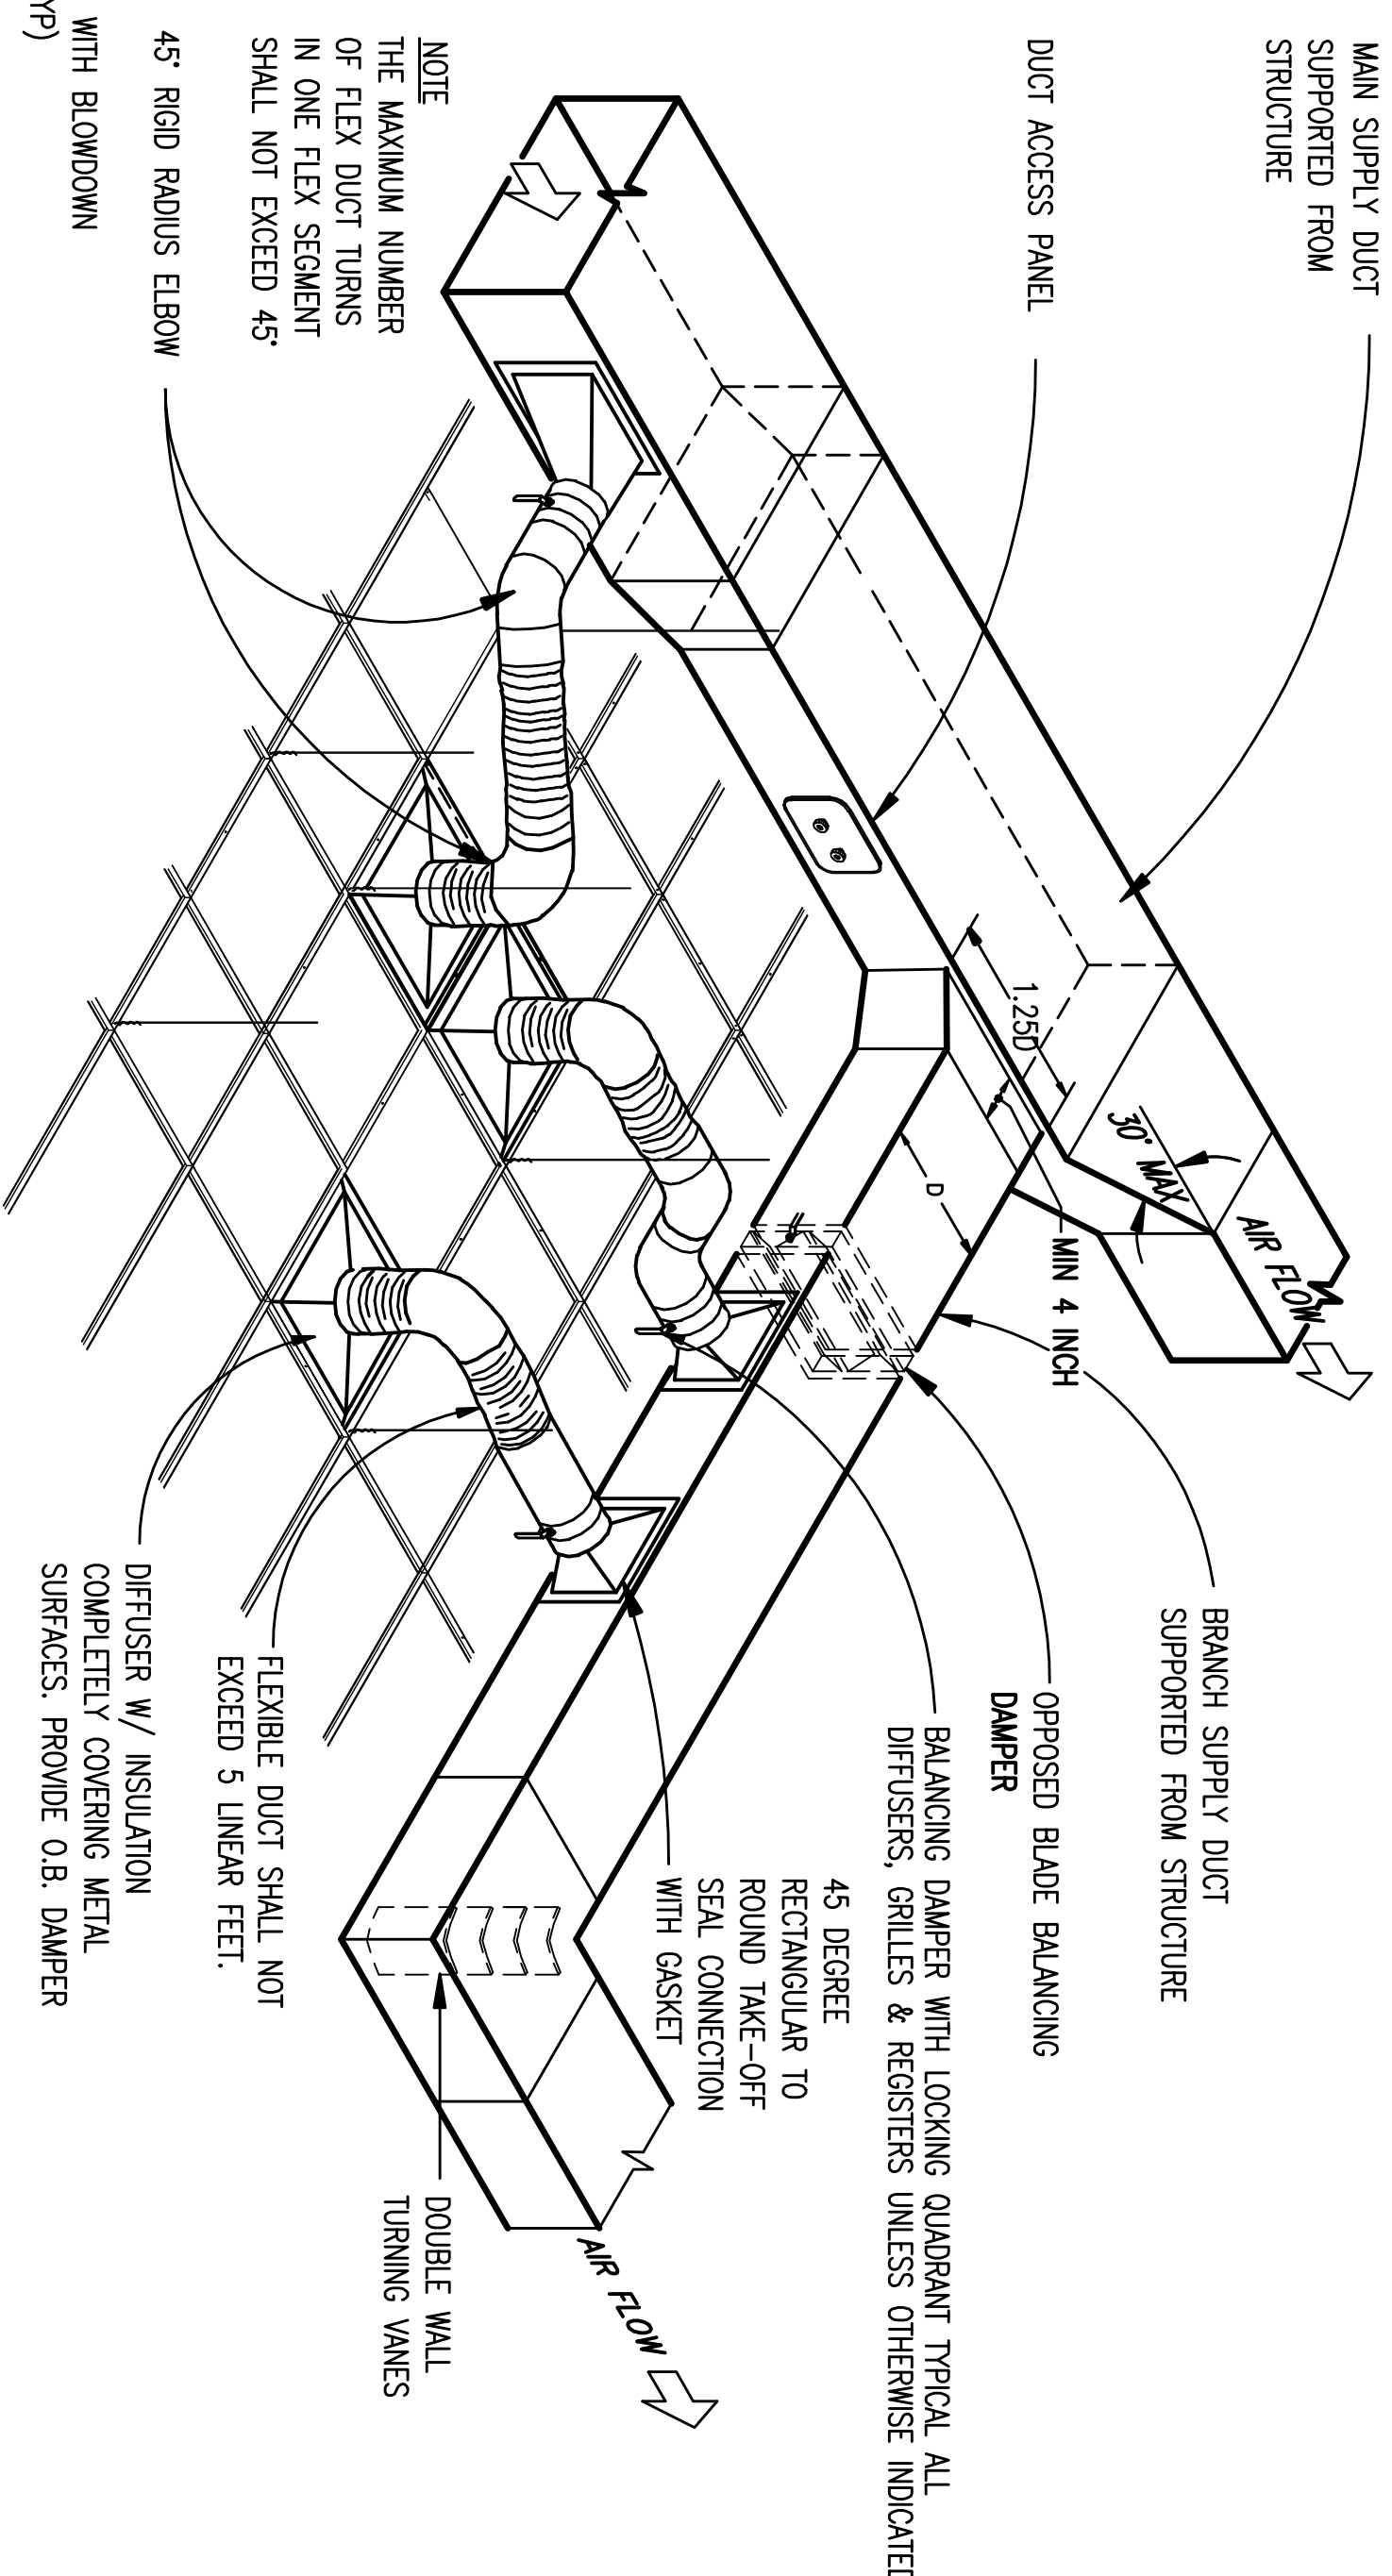 MAIN SUPPLY DUCT
SUPPORTED FROM
STRUCTURE
DUCT ACCESS PANEL
NOTE
THE MAXIMUM NUMBER
OF FLEX DUCT TURNS
IN ONE FLEX SEGMENT
SHALL NOT EXCEED 45°
45° RIGID RADIUS ELBOW
WITH BLOWDOWN
YP)
1.25D
30° MAX
AIR FLOW
D
MIN 4 INCH
BRANCH SUPPLY DUCT
SUPPORTED FROM STRUCTURE
OPPOSED BLADE BALANCING
DAMPER
BALANCING DAMPER WITH LOCKING QUADRANT TYPICAL ALL
DIFFUSERS, GRILLES & REGISTERS UNLESS OTHERWISE INDICATED
45 DEGREE
RECTANGULAR TO
ROUND TAKE-OFF
SEAL CONNECTION
WITH GASKET
FLEXIBLE DUCT SHALL NOT
EXCEED 5 LINEAR FEET.
DIFFUSER W/ INSULATION
COMPLETELY COVERING METAL
SURFACES. PROVIDE O.B. DAMPER
DOUBLE WALL
TURNING VANES
AIR FLOW